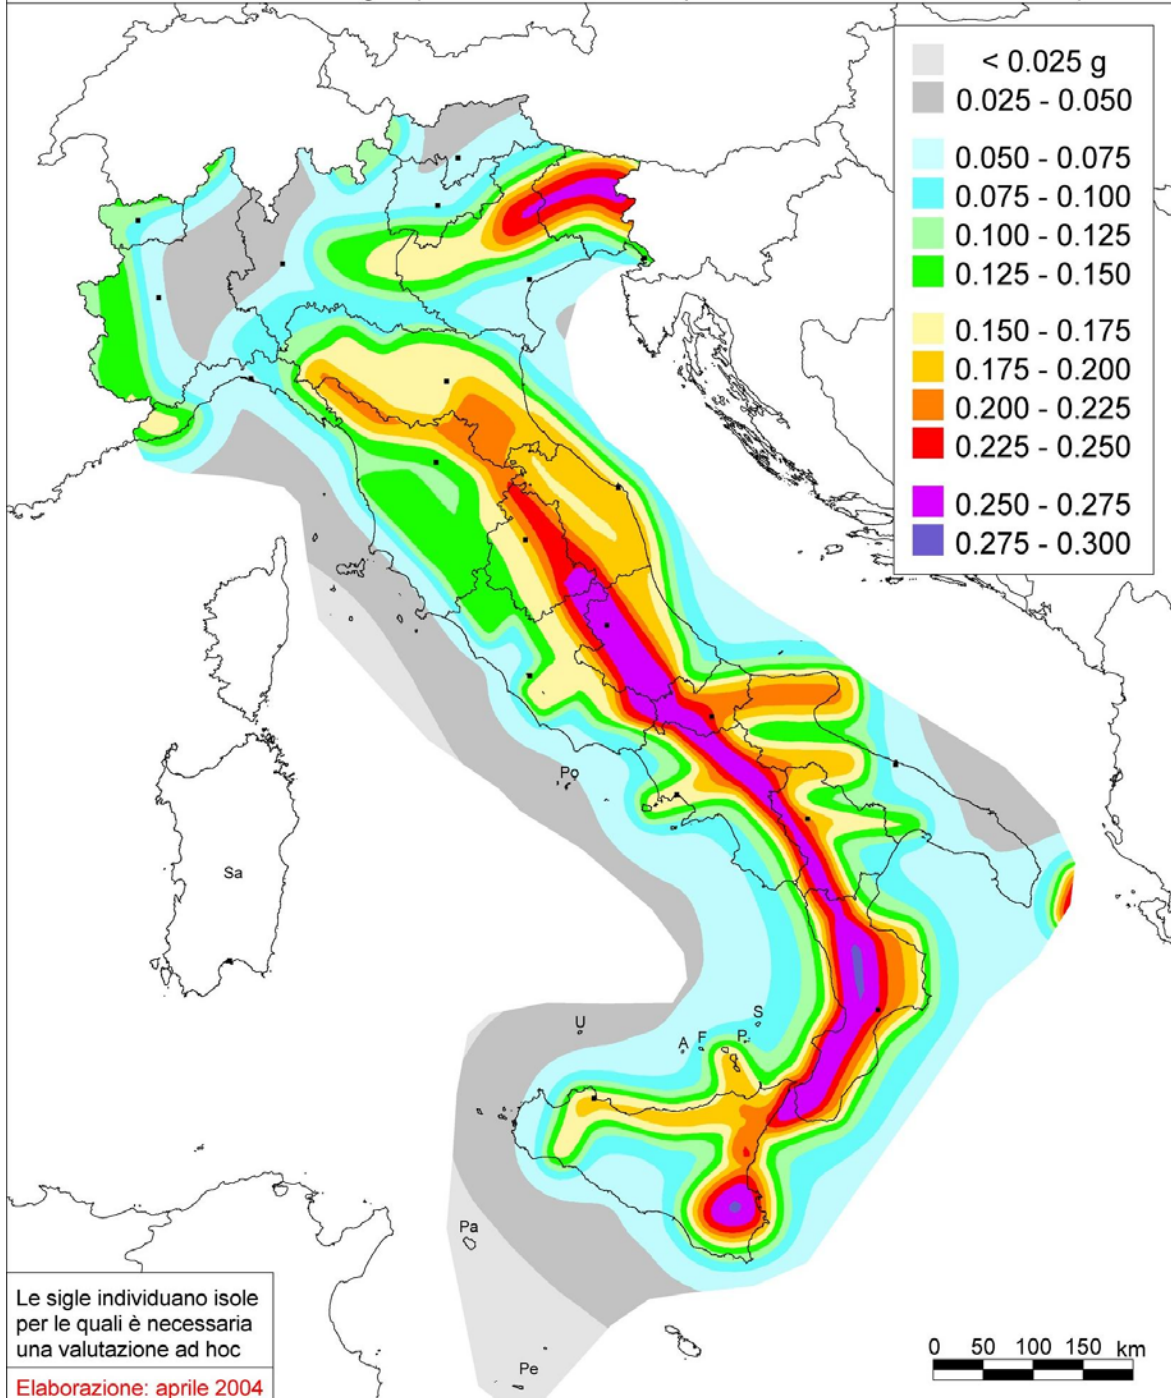 < 0.025 g
0.025 - 0.050
0.050 - 0.075
0.075 - 0.100
0.100 - 0.125
0.125 - 0.150
0.150 - 0.175
0.175 - 0.200
0.200 - 0.225
0.225 - 0.250
0.250 - 0.275
0.275 - 0.300
Po
Sa
S
U
A F P
Pa
Pe
Le sigle individuano isole
per le quali è necessaria
una valutazione ad hoc
Elaborazione: aprile 2004
0 50 100 150 km